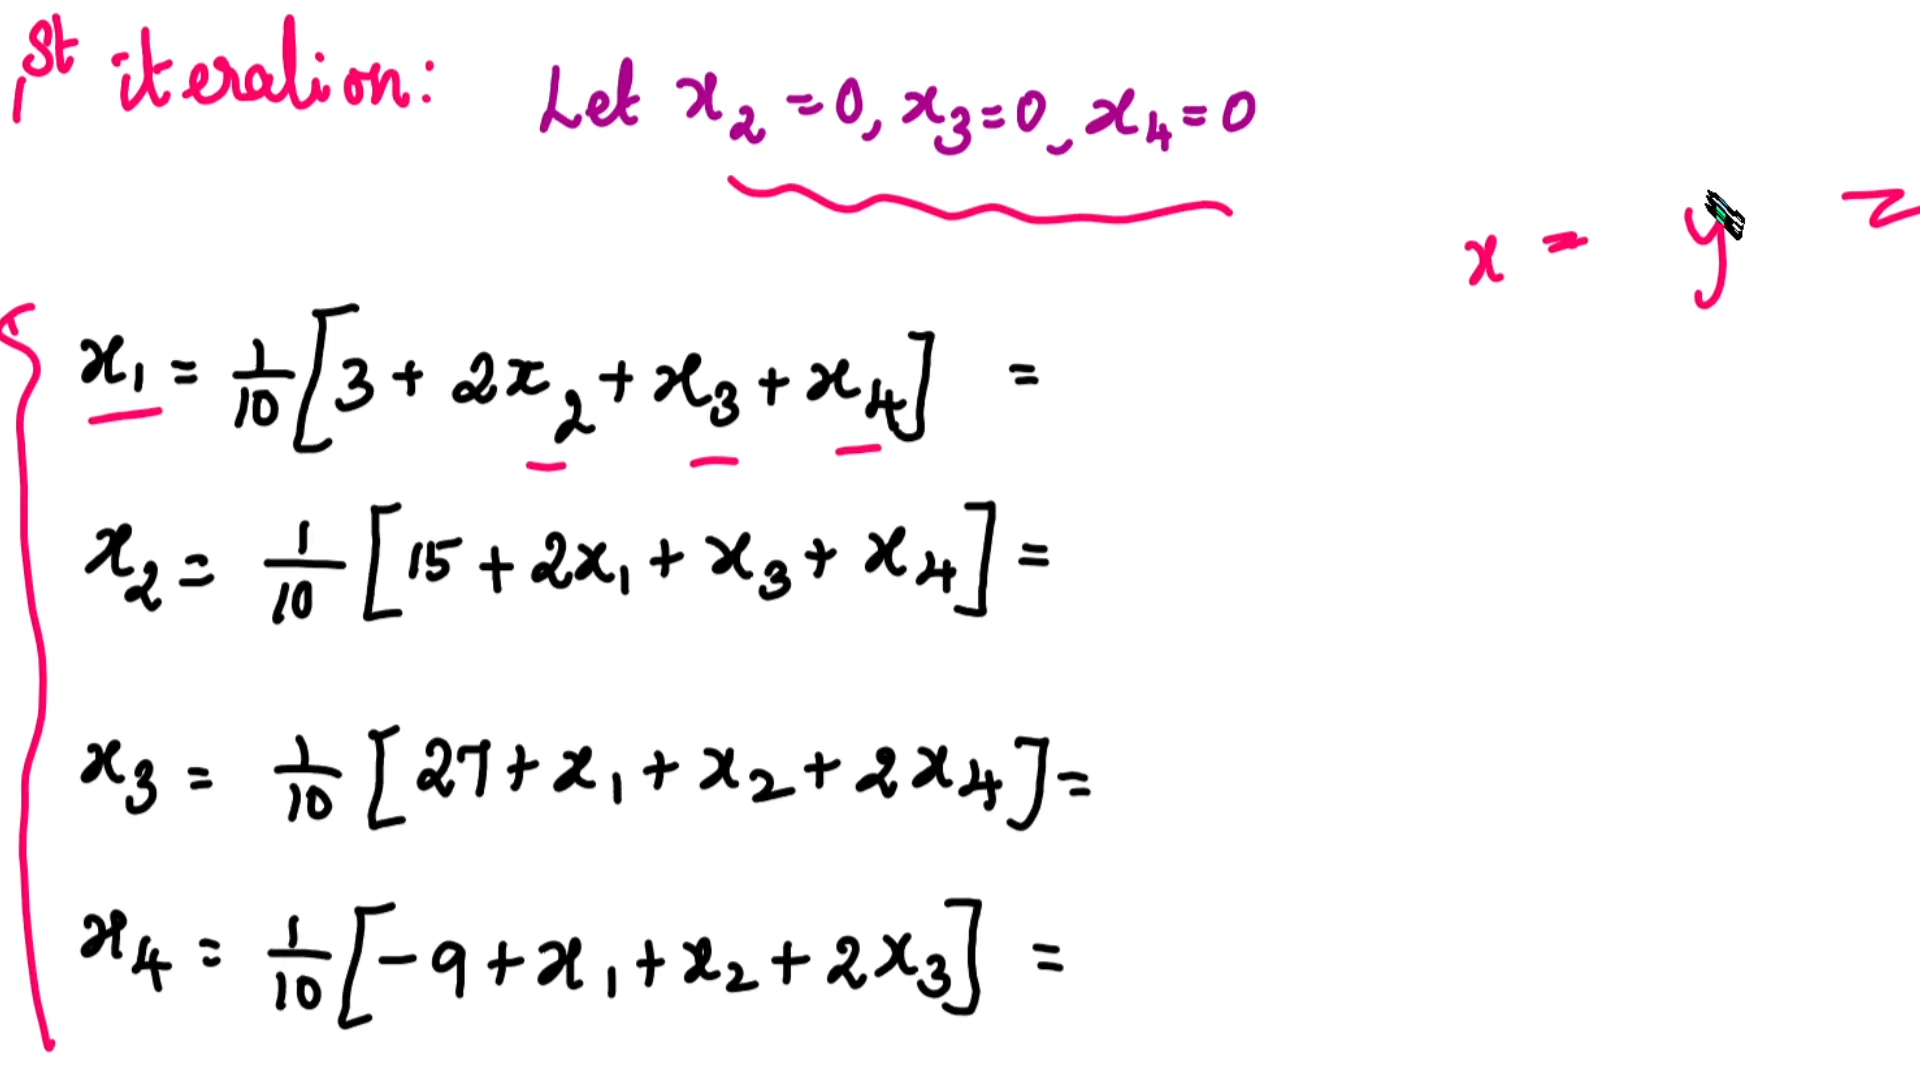 1st iteration: Let x₂ = 0, x₃ = 0, x₄ = 0
x = y z
x₁ = 1/10 [3 + 2x₂ + x₃ + x₄] =
x₂ = 1/10 [15 + 2x₁ + x₃ + x₄] =
x₃ = 1/10 [27 + x₁ + x₂ + 2x₄] =
x₄ = 1/10 [-9 + x₁ + x₂ + 2x₃] =